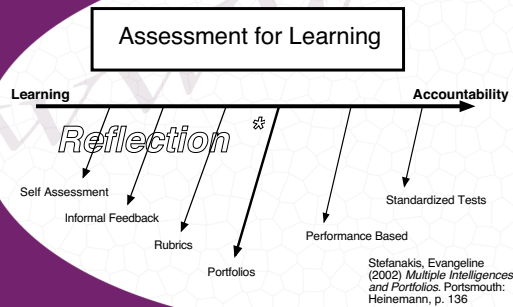 Assessment for Learning
Learning
Accountability
Reflection *
Self Assessment
Informal Feedback
Rubrics
Portfolios
Performance Based
Standardized Tests
Stefanakis, Evangeline
(2002) Multiple Intelligences
and Portfolios. Portsmouth:
Heinemann, p. 136